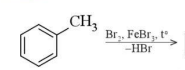 CH₃
Br₂, FeBr₃, t°
−HBr